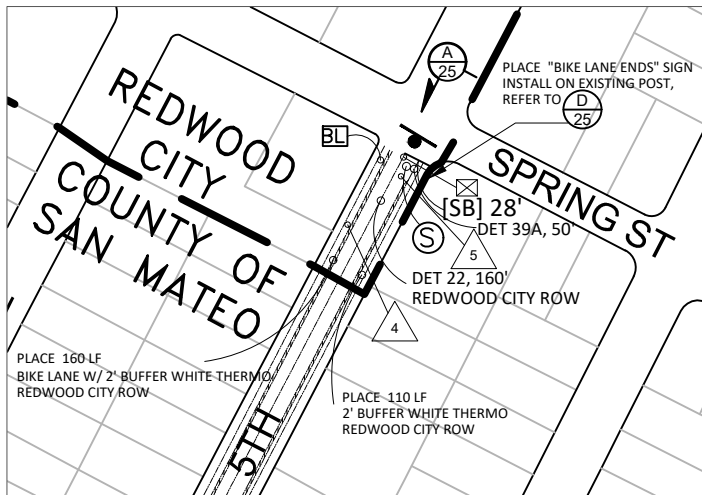 A
25
PLACE "BIKE LANE ENDS" SIGN
INSTALL ON EXISTING POST,
REFER TO
D
25
REDWOOD
CITY
COUNTY OF
SAN MATEO
BL
SPRING ST
[SB] 28'
DET 39A, 50'
S
5
DET 22, 160'
REDWOOD CITY ROW
4
PLACE 160 LF
BIKE LANE W/ 2' BUFFER WHITE THERMO
REDWOOD CITY ROW
PLACE 110 LF
2' BUFFER WHITE THERMO
REDWOOD CITY ROW
5TH